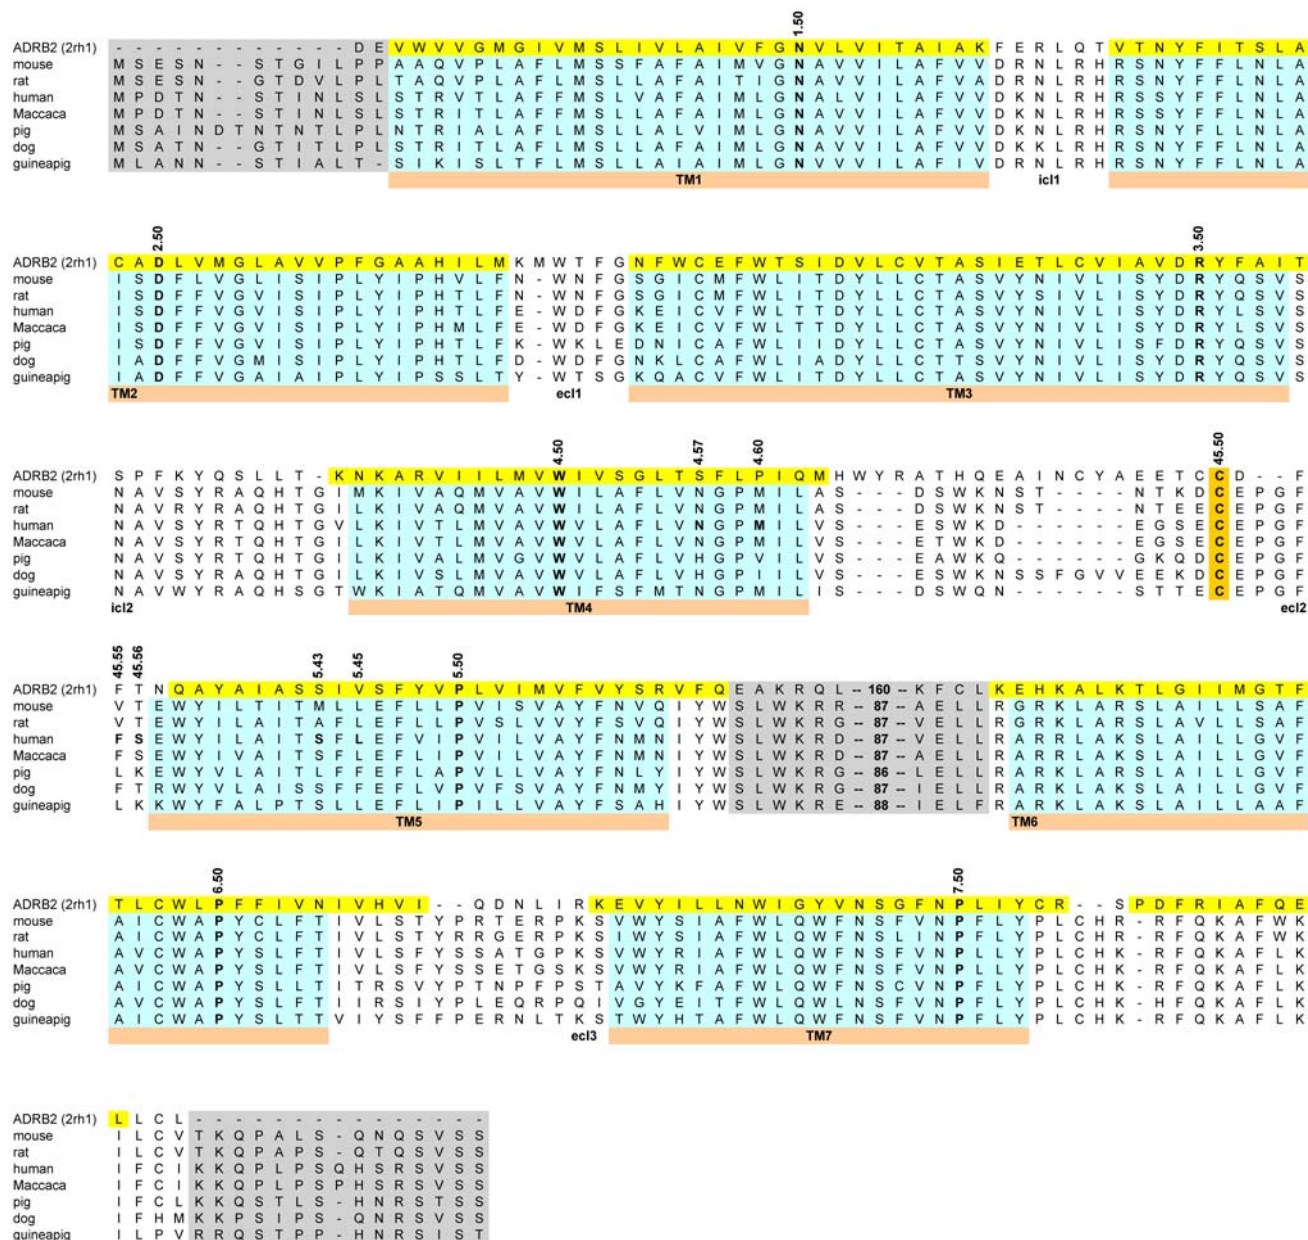 1.50
ADRB2 (2rh1) - - - - - - - - - - - - D E V W V V G M G I V M S L I V L A I V F G N V L V I T A I A K F E R L Q T V T N Y F I T S L A
mouse M S E S N - - S T G I L P P A A Q V P L A F L M S S F A F A I M V G N A V V I L A F V V D R N L R H R S N Y F F L N L A
rat M S E S N - - G T D V L P L T A Q V P L A F L M S L L A F A I T I G N A V V I L A F V V D R N L R H R S N Y F F L N L A
human M P D T N - - S T I N L S L S T R V T L A F F M S L V A F A I M L G N A L V I L A F V V D K N L R H R S S Y F F L N L A
Maccaca M P D T N - - S T I N L S L S T R I T L A F F M S L L A F A I M L G N A V V I L A F V V D K N L R H R S S Y F F L N L A
pig M S A I N D T N T N T L P L N T R I A L A F L M S L L A L V I M L G N A V V I L A F V V D K N L R H R S N Y F L L N L A
dog M S A T N - - G T I T L P L S T R I T L A F L M S L L A F A I M L G N A V V I L A F V V D K K L R H R S N Y F F L N L A
guineapig M L A N N - - S T I A L T - S I K I S L T F L M S L L A I A I M L G N V V V I L A F I V D R N L R H R S N Y F F L N L A
TM1 icl1
2.50 3.50
ADRB2 (2rh1) C A D L V M G L A V V P F G A A H I L M K M W T F G N F W C E F W T S I D V L C V T A S I E T L C V I A V D R Y F A I T
mouse I S D F L V G L I S I P L Y I P H V L F N - W N F G S G I C M F W L I T D Y L L C T A S V Y N I V L I S Y D R Y Q S V S
rat I S D F F V G V I S I P L Y I P H T L F N - W N F G S G I C M F W L I T D Y L L C T A S V Y S I V L I S Y D R Y Q S V S
human I S D F F V G V I S I P L Y I P H T L F E - W D F G K E I C V F W L T T D Y L L C T A S V Y N I V L I S Y D R Y L S V S
Maccaca I S D F F V G V I S I P L Y I P H M L F E - W D F G K E I C V F W L T T D Y L L C T A S V Y N I V L I S Y D R Y L S V S
pig I S D F F V G V I S I P L Y I P H T L F K - W K L E D N I C A F W L I I D Y L L C T A S V Y N I V L I S F D R Y Q S V S
dog I A D F F V G M I S I P L Y I P H T L F D - W D F G N K L C A F W L I A D Y L L C T T S V Y N I V L I S Y D R Y Q S V S
guineapig I A D F F V G A I A I P L Y I P S S L T Y - W T S G K Q A C V F W L I T D Y L L C T A S V Y N I V L I S Y D R Y Q S V S
TM2 ecl1 TM3
4.50 4.57 4.60 45.50
ADRB2 (2rh1) S P F K Y Q S L L T - K N K A R V I I L M V W I V S G L T S F L P I Q M H W Y R A T H Q E A I N C Y A E E T C C D - - F
mouse N A V S Y R A Q H T G I M K I V A Q M V A V W I L A F L V N G P M I L A S - - - D S W K N S T - - - - N T K D C E P G F
rat N A V R Y R A Q H T G I L K I V A Q M V A V W I L A F L V N G P M I L A S - - - D S W K N S T - - - - N T E E C E P G F
human N A V S Y R T Q H T G V L K I V T L M V A V W V L A F L V N G P M I L V S - - - E S W K D - - - - - - E G S E C E P G F
Maccaca N A V S Y R T Q H T G I L K I V T L M V A V W V L A F L V N G P M I L V S - - - E T W K D - - - - - - E G S E C E P G F
pig N A V S Y R T Q H T G I L K I V A L M V G V W V L A F L V H G P V I L V S - - - E A W K Q - - - - - - G K Q D C E P G F
dog N A V S Y R A Q H T G I L K I V S L M V A V W V L A F L V H G P I I L V S - - - E S W K N S S F G V V E E K D C E P G F
guineapig N A V W Y R A Q H S G T W K I A T Q M V A V W I F S F M T N G P M I L I S - - - D S W Q N - - - - - - S T T E C E P G F
icl2 TM4 ecl2
45.55 45.56 5.43 5.45 5.50
ADRB2 (2rh1) F T N Q A Y A I A S S I V S F Y V P L V I M V F V Y S R V F Q E A K R Q L -- 160 -- K F C L K E H K A L K T L G I I M G T F
mouse V T E W Y I L T I T M L L E F L L P V I S V A Y F N V Q I Y W S L W K R R -- 87 -- A E L L R G R K L A R S L A I L L S A F
rat V T E W Y I L A I T A F L E F L L P V S L V V Y F S V Q I Y W S L W K R G -- 87 -- A E L L R G R K L A R S L A V L L S A F
human F S E W Y I L A I T S F L E F V I P V I L V A Y F N M N I Y W S L W K R D -- 87 -- V E L L R A R R L A K S L A I L L G V F
Maccaca F S E W Y I V A I T S F L E F L I P V I L V A Y F N M N I Y W S L W K R D -- 87 -- V E L L R A R K L A K S L A I L L G V F
pig L K E W Y V L A I T L F F E F L A P V L L V A Y F N L Y I Y W S L W K R G -- 86 -- L E L L R A R K L A R S L A I L L G V F
dog F T R W Y V L A I S S F F E F L V P V F S V A Y F N M Y I Y W S L W K R G -- 87 -- I E L L R A R K L A K S L A I L L G V F
guineapig L K K W Y F A L P T S L L E F L I P I L L V A Y F S A H I Y W S L W K R E -- 88 -- I E L F R A R K L A K S L A I L L A A F
TM5 TM6
6.50 7.50
ADRB2 (2rh1) T L C W L P F F I V N I V H V I - - Q D N L I R K E V Y I L L N W I G Y V N S G F N P L I Y C R - - S P D F R I A F Q E
mouse A I C W A P Y C L F T I V L S T Y P R T E R P K S V W Y S I A F W L Q W F N S F V N P F L Y P L C H R - R F Q K A F W K
rat A I C W A P Y C L F T I V L S T Y R R G E R P K S I W Y S I A F W L Q W F N S L I N P F L Y P L C H R - R F Q K A F W K
human A V C W A P Y S L F T I V L S F Y S S A T G P K S V W Y R I A F W L Q W F N S F V N P L L Y P L C H K - R F Q K A F L K
Maccaca A V C W A P Y S L F T I V L S F Y S S E T G S K S V W Y R I A F W L Q W F N S F V N P L L Y P L C H K - R F Q K A F L K
pig A I C W A P Y S L L T I I T R S V Y P T N P F P S T A V Y K F A F W L Q W F N S C V N P F L Y P L C H K - R F Q K A F L K
dog A V C W A P Y S L F T I I R S I Y P L E Q R P Q I V G Y E I T F W L Q W L N S F V N P F L Y P L C H K - H F Q K A F L K
guineapig A I C W A P Y S L T T V I Y S F F P E R N L T K S T W Y H T A F W L Q W F N S F V N P F L Y P L C H K - R F Q K A F L K
ecl3 TM7
ADRB2 (2rh1) L L C L - - - - - - - - - - - - - - -
mouse I L C V T K Q P A L S - Q N Q S V S S
rat I L C V T K Q P A P S - Q T Q S V S S
human I F C I K K Q P L P S Q H S R S V S S
Maccaca I F C I K K Q P L P S P H S R S V S S
pig I F C L K K Q S T L S - H N R S T S S
dog I F H M K K P S I P S - Q N R S V S S
guineapig I L P V R R Q S T P P - H N R S I S T